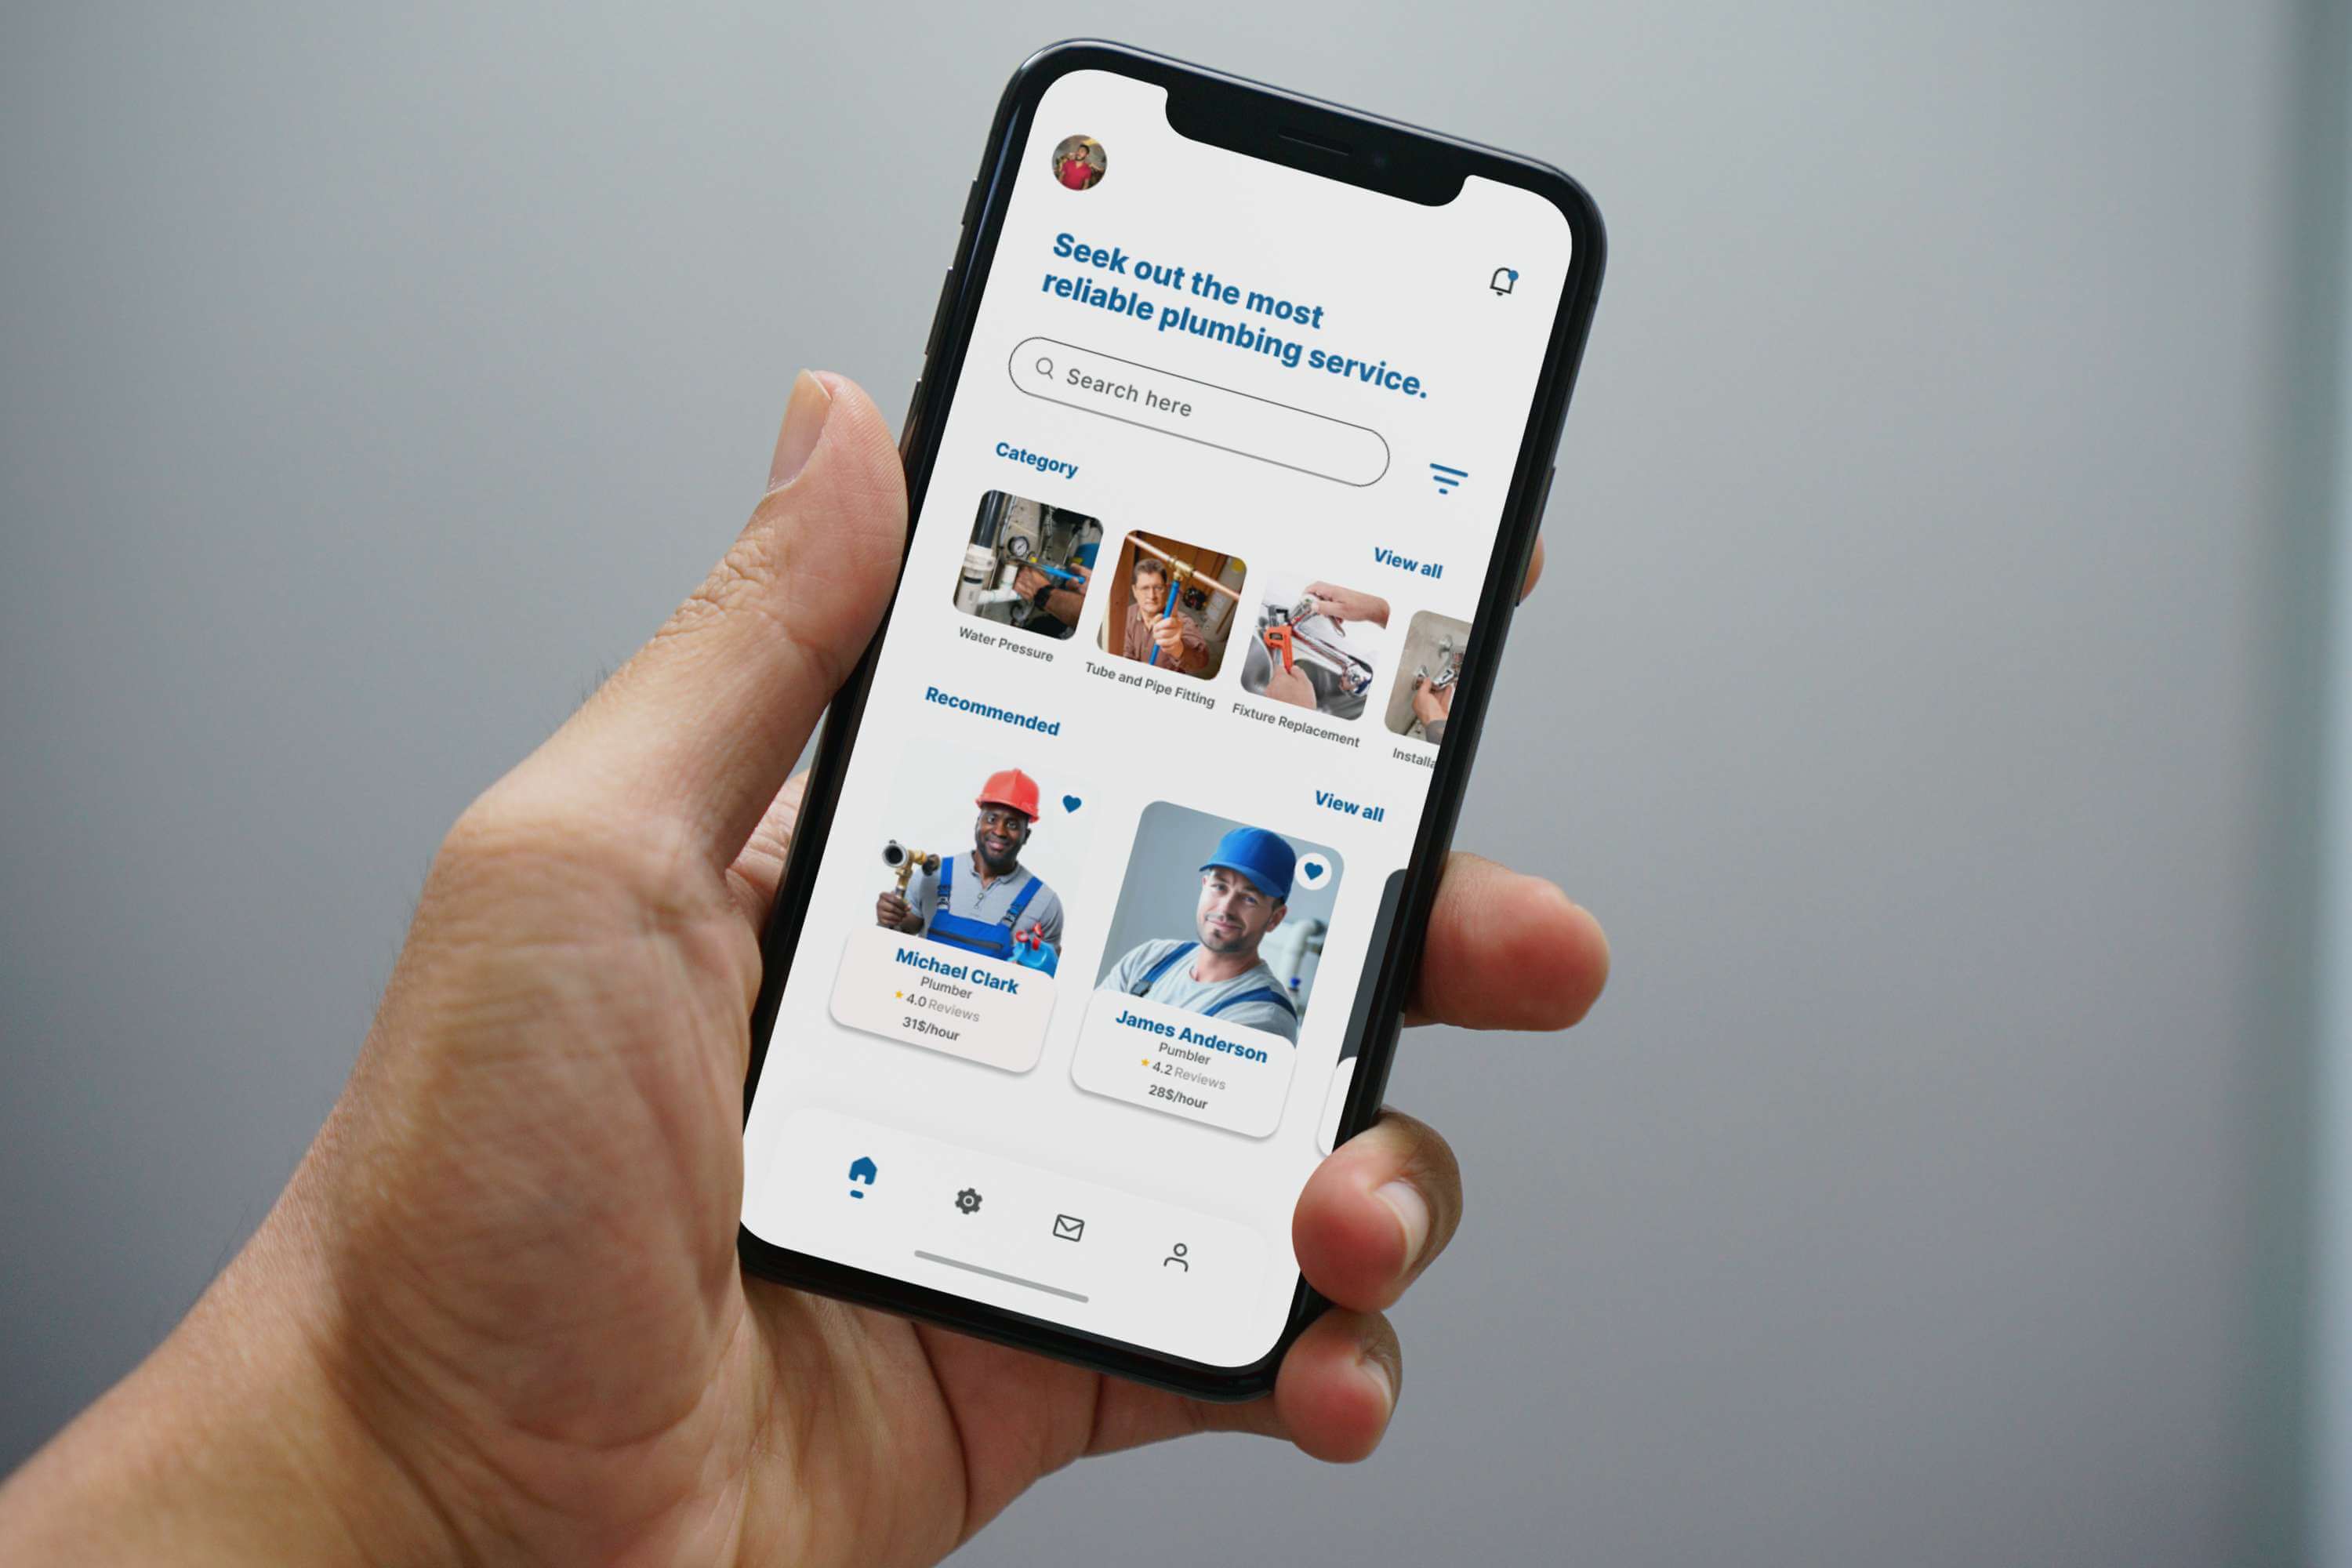 Seek out the most
reliable plumbing service.
Search here
Category
View all
Water Pressure
Tube and Pipe Fitting
Fixture Replacement
Installa
Recommended
View all
Michael Clark
Plumber
4.0 Reviews
31$/hour
James Anderson
Pumbler
4.2 Reviews
28$/hour